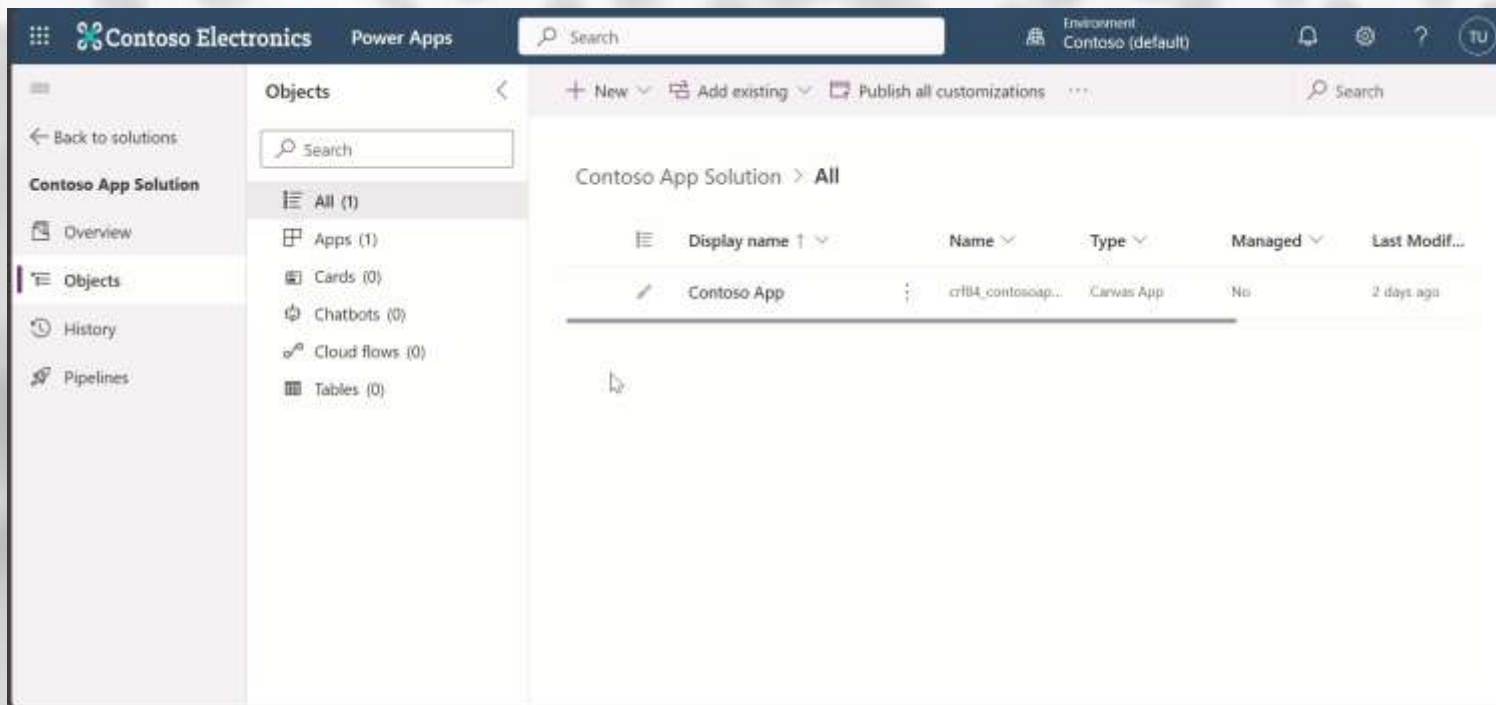 Contoso Electronics Power Apps Search Environment
Contoso (default) ? TU
Back to solutions
Contoso App Solution
Overview
Objects
History
Pipelines
Objects
Search
All (1)
Apps (1)
Cards (0)
Chatbots (0)
Cloud flows (0)
Tables (0)
New Add existing Publish all customizations ... Search
Contoso App Solution > All
Display name ↑ Name Type Managed Last Modif...
Contoso App crf84_contosoap... Canvas App No 2 days ago